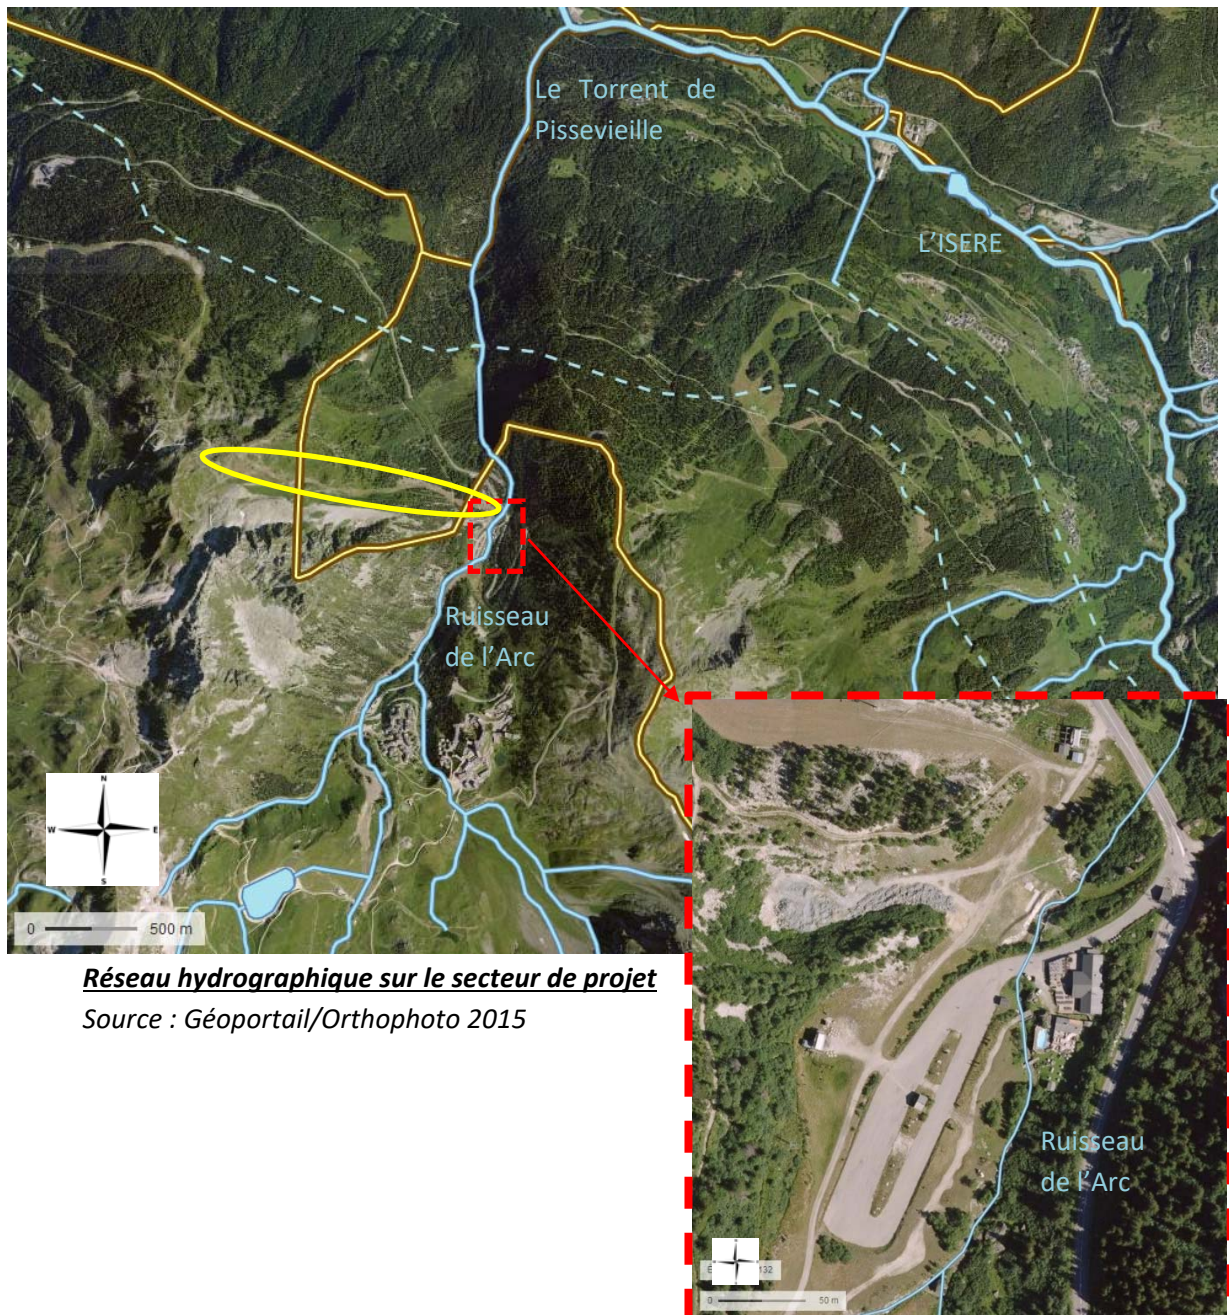 Le Torrent de
Pissevieille
L'ISERE
Ruisseau
de l'Arc
N
W E
S
0 500 m
Réseau hydrographique sur le secteur de projet
Source : Géoportail/Orthophoto 2015
Ruisseau
de l'Arc
132
0 50 m